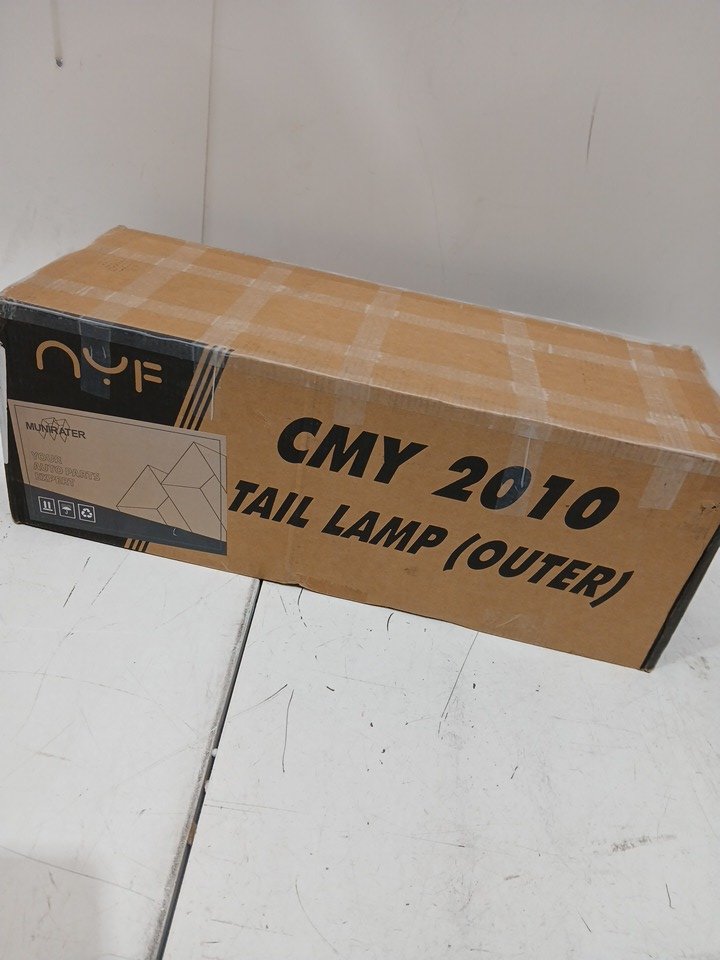 NYF
MUNIRATER
YOUR
AUTO PARTS
EXPERT
CMY 2010
TAIL LAMP (OUTER)